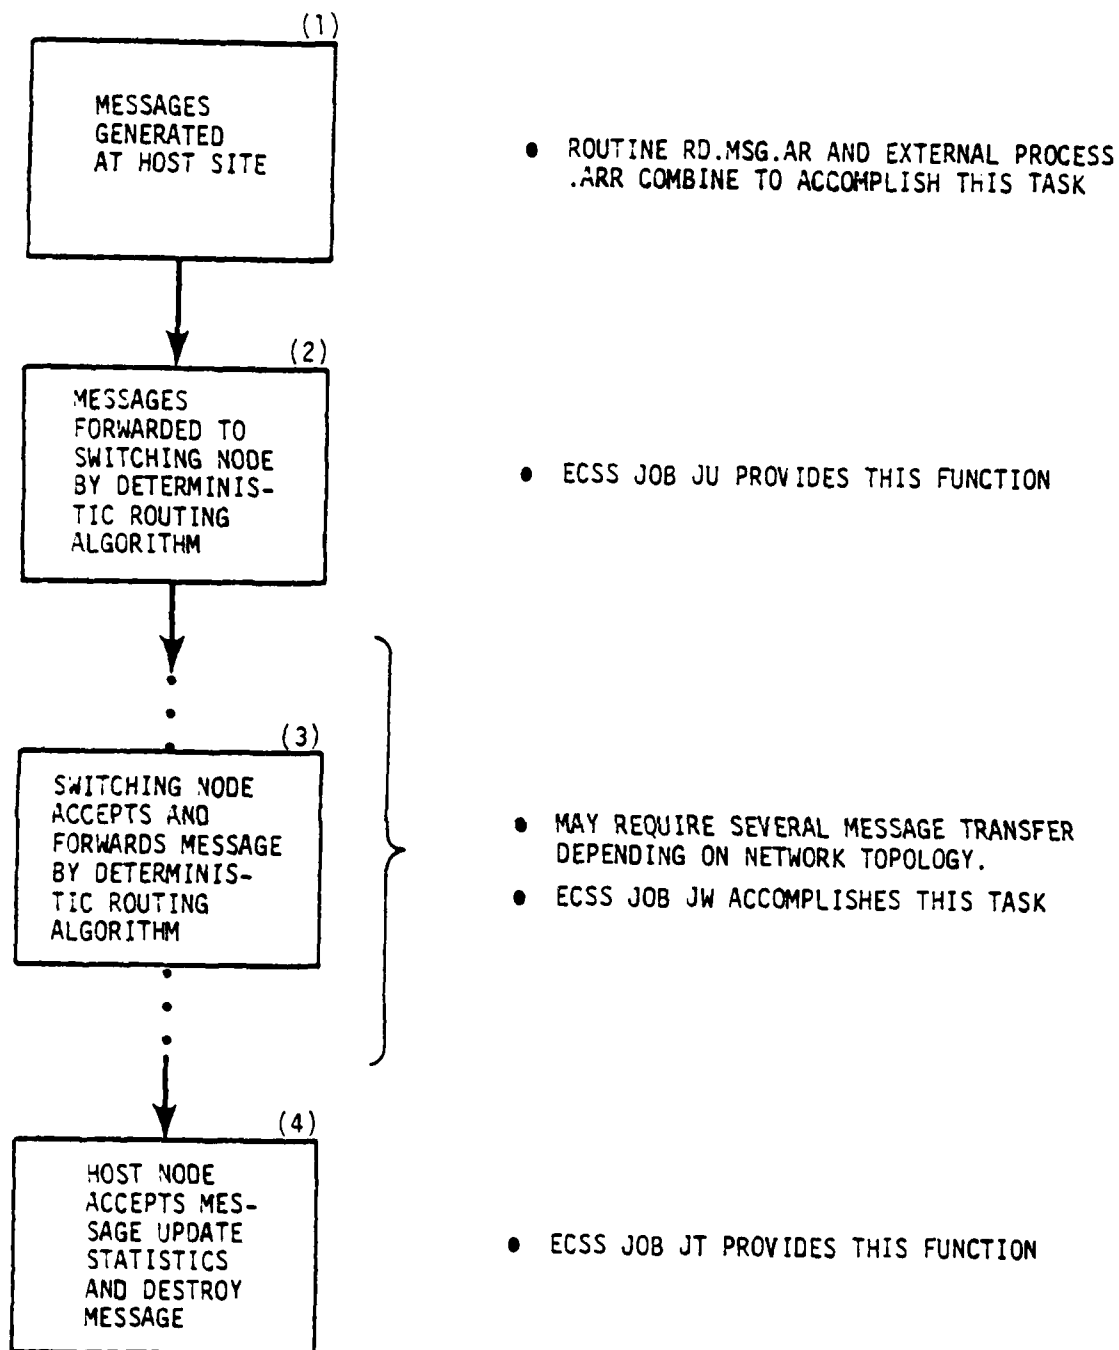 (1)
MESSAGES
GENERATED
AT HOST SITE
• ROUTINE RD.MSG.AR AND EXTERNAL PROCESS
.ARR COMBINE TO ACCOMPLISH THIS TASK
(2)
MESSAGES
FORWARDED TO
SWITCHING NODE
BY DETERMINIS-
TIC ROUTING
ALGORITHM
• ECSS JOB JU PROVIDES THIS FUNCTION
(3)
SWITCHING NODE
ACCEPTS AND
FORWARDS MESSAGE
BY DETERMINIS-
TIC ROUTING
ALGORITHM
• MAY REQUIRE SEVERAL MESSAGE TRANSFER
DEPENDING ON NETWORK TOPOLOGY.
• ECSS JOB JW ACCOMPLISHES THIS TASK
(4)
HOST NODE
ACCEPTS MES-
SAGE UPDATE
STATISTICS
AND DESTROY
MESSAGE
• ECSS JOB JT PROVIDES THIS FUNCTION